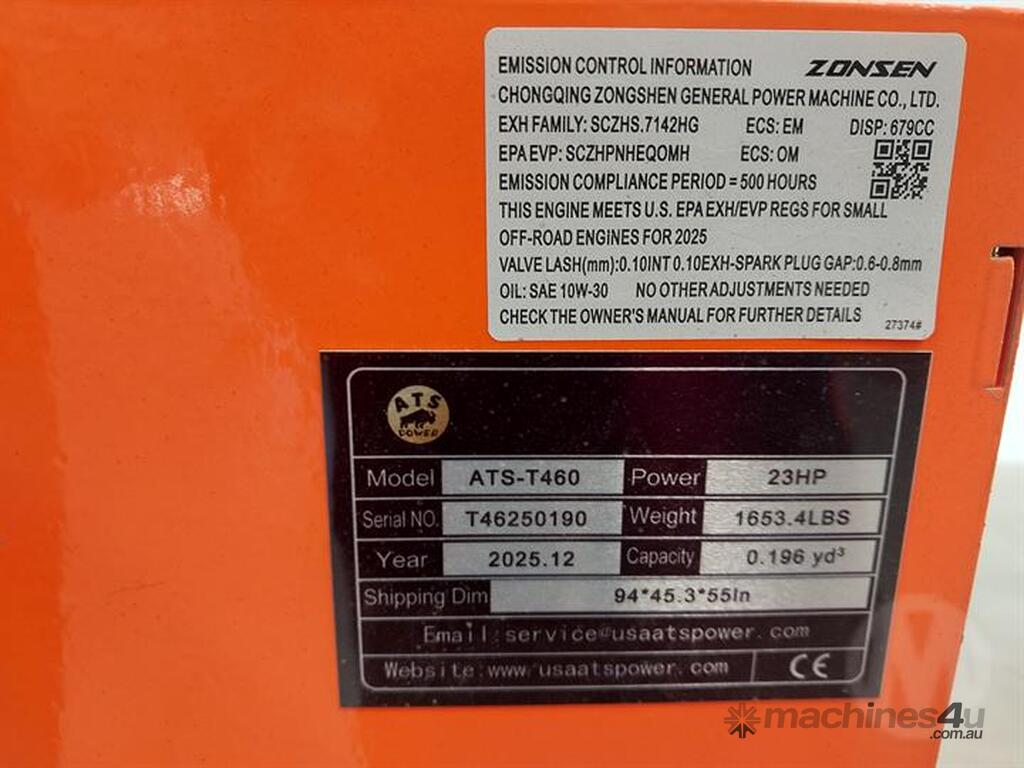 EMISSION CONTROL INFORMATION ZONSEN
CHONGQING ZONGSHEN GENERAL POWER MACHINE CO., LTD.
EXH FAMILY: SCZHS.7142HG ECS: EM DISP: 679CC
EPA EVP: SCZHPNHEQOMH ECS: OM
EMISSION COMPLIANCE PERIOD = 500 HOURS
THIS ENGINE MEETS U.S. EPA EXH/EVP REGS FOR SMALL
OFF-ROAD ENGINES FOR 2025
VALVE LASH(mm):0.10INT 0.10EXH-SPARK PLUG GAP:0.6-0.8mm
OIL: SAE 10W-30 NO OTHER ADJUSTMENTS NEEDED
CHECK THE OWNER'S MANUAL FOR FURTHER DETAILS 27374#
ATS
POWER
Model ATS-T460 Power 23HP
Serial NO. T46250190 Weight 1653.4LBS
Year 2025.12 Capacity 0.196 yd³
Shipping Dim 94*45.3*55In
Email:service@usaatspower.com
Website:www.usaatspower.com CE
machines4u
.com.au